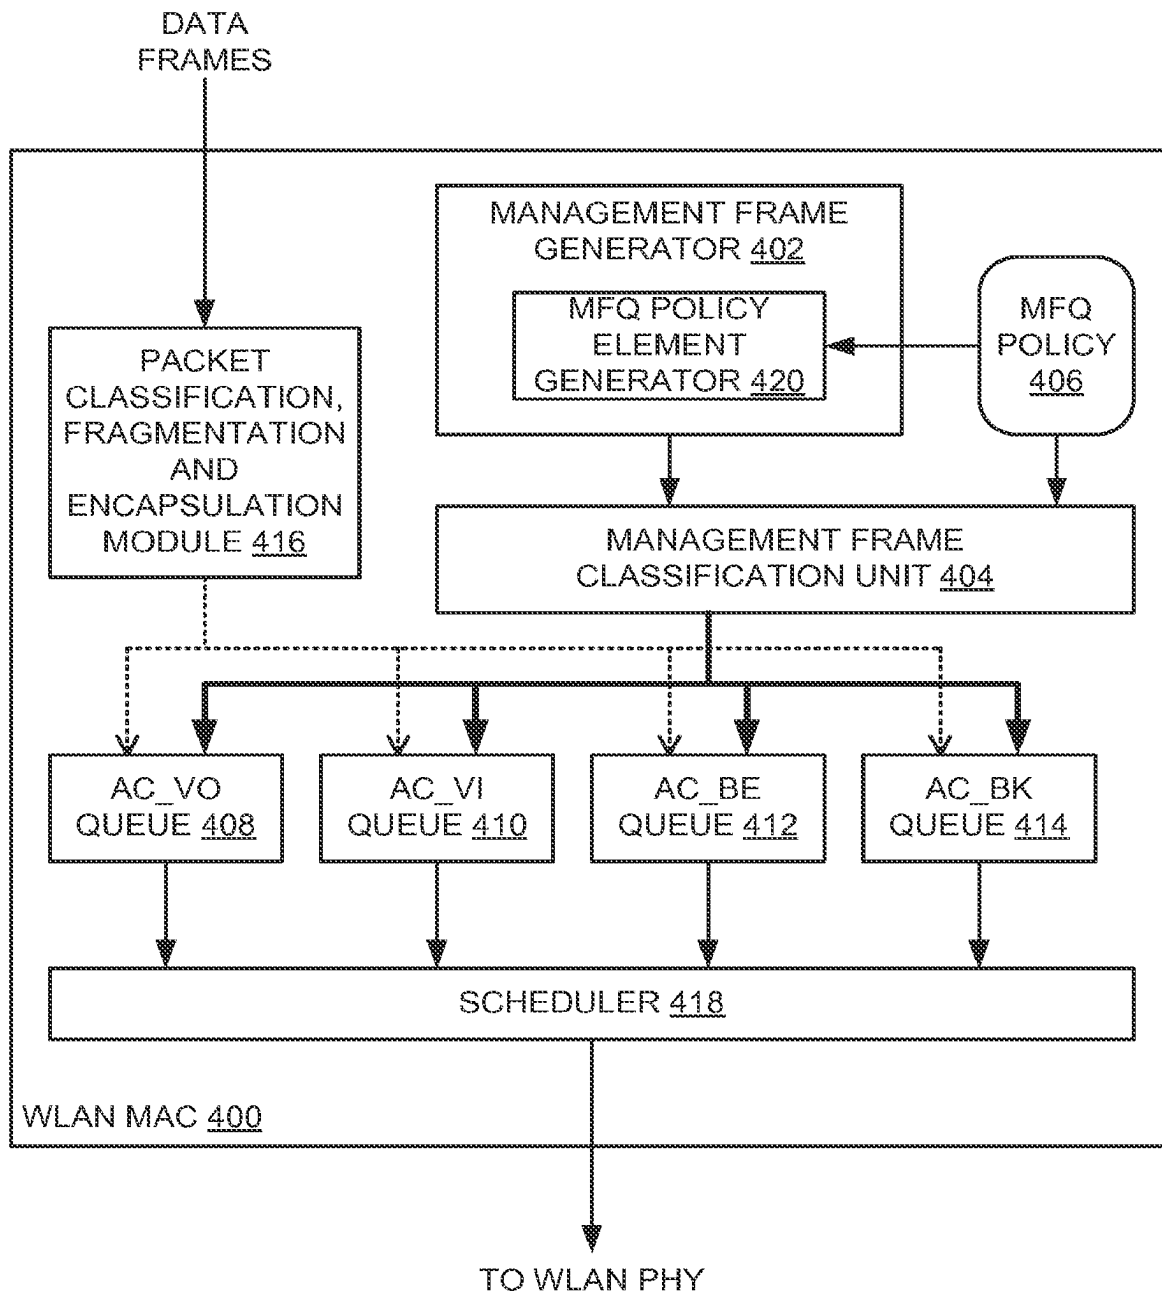 DATA
FRAMES
MANAGEMENT FRAME
GENERATOR 402
MFQ POLICY
ELEMENT
GENERATOR 420
MFQ
POLICY
406
PACKET
CLASSIFICATION,
FRAGMENTATION
AND
ENCAPSULATION
MODULE 416
MANAGEMENT FRAME
CLASSIFICATION UNIT 404
AC_VO
QUEUE 408
AC_VI
QUEUE 410
AC_BE
QUEUE 412
AC_BK
QUEUE 414
SCHEDULER 418
WLAN MAC 400
TO WLAN PHY